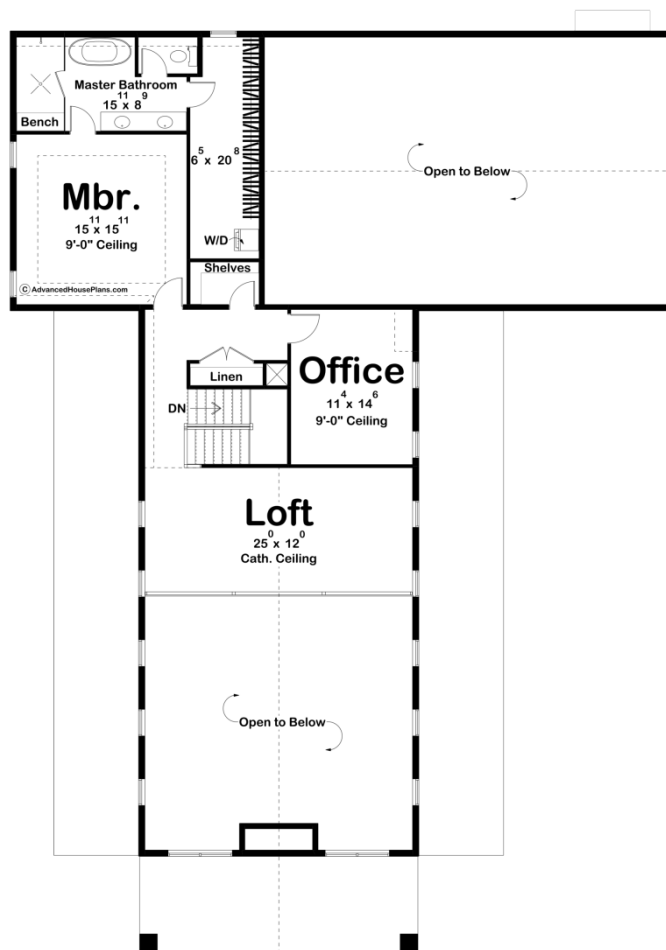 Master Bathroom
15¹¹ x 8⁹
Bench
6⁵ x 20⁸
Open to Below
Mbr.
15¹¹ x 15¹¹
9'-0" Ceiling
W/D
Shelves
© AdvancedHousePlans.com
Linen
Office
11⁴ x 14⁶
9'-0" Ceiling
DN
Loft
25⁰ x 12⁰
Cath. Ceiling
Open to Below